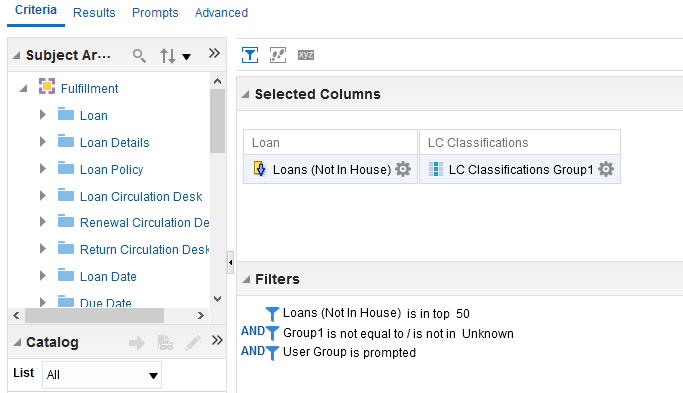 Criteria Results Prompts Advanced
Subject Ar...
Fulfillment
Loan
Loan Details
Loan Policy
Loan Circulation Desk
Renewal Circulation De
Return Circulation Desk
Loan Date
Due Date
Catalog
List All
xyz
Selected Columns
Loan LC Classifications
Loans (Not In House) LC Classifications Group1
Filters
Loans (Not In House) is in top 50
AND Group1 is not equal to / is not in Unknown
AND User Group is prompted